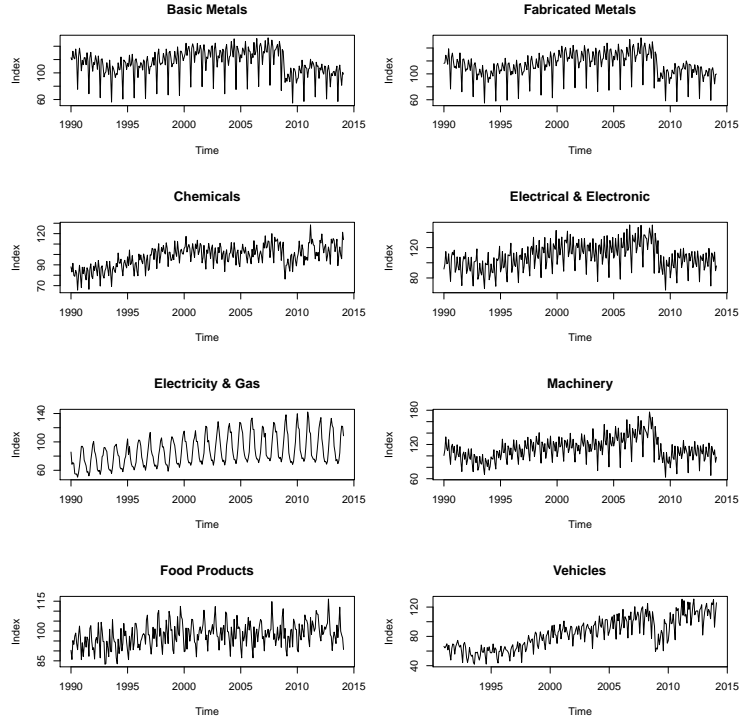 Basic Metals
Index
60
100
1990
1995
2000
2005
2010
2015
Time
Fabricated Metals
Index
60
100
1990
1995
2000
2005
2010
2015
Time
Chemicals
Index
70
90
120
1990
1995
2000
2005
2010
2015
Time
Electrical & Electronic
Index
80
120
1990
1995
2000
2005
2010
2015
Time
Electricity & Gas
Index
60
100
140
1990
1995
2000
2005
2010
2015
Time
Machinery
Index
60
120
180
1990
1995
2000
2005
2010
2015
Time
Food Products
Index
85
100
115
1990
1995
2000
2005
2010
2015
Time
Vehicles
Index
40
80
120
1995
2000
2005
2010
2015
Time